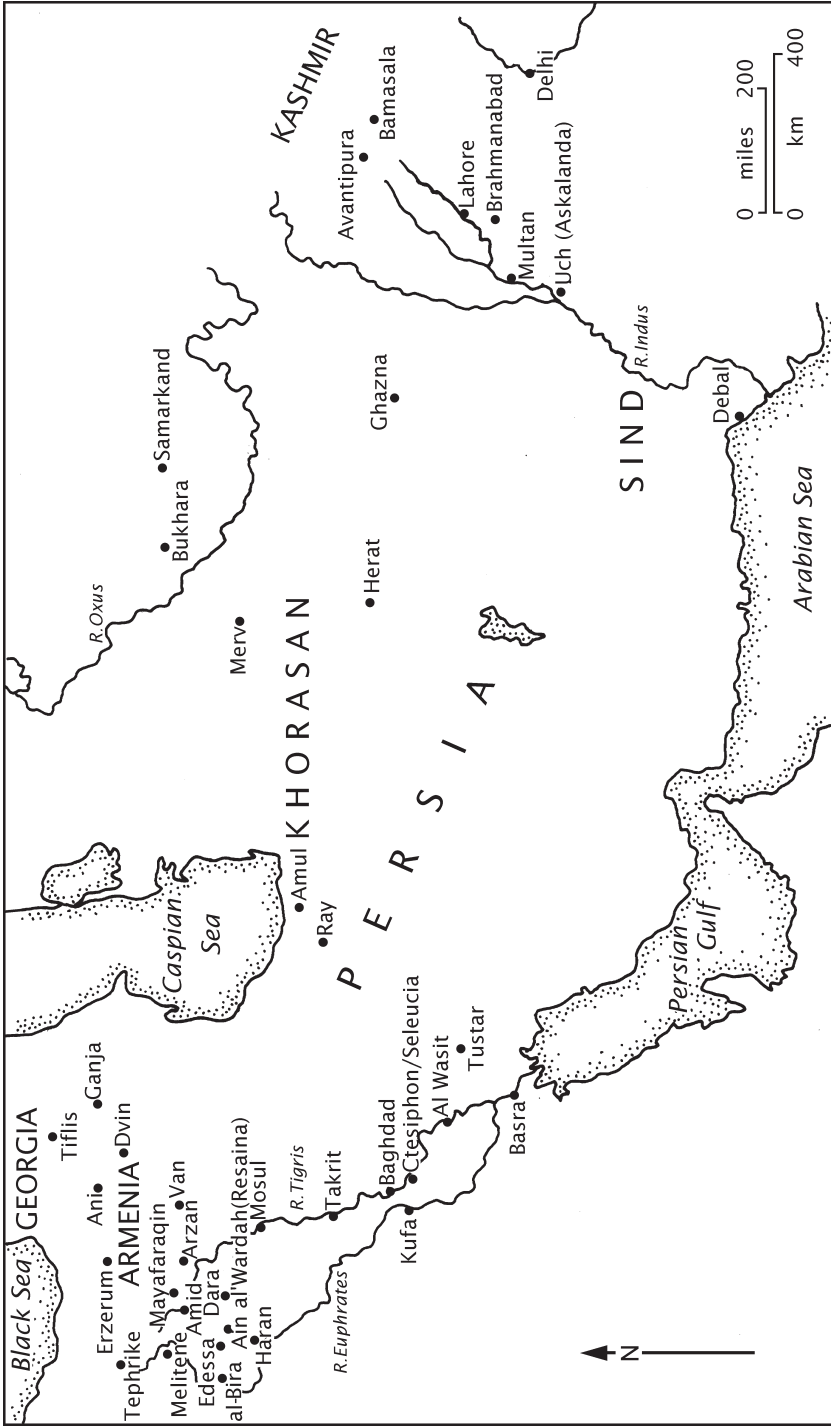 Black Sea
GEORGIA
Tiflis
Ganja
Ani
Dvin
ARMENIA
Erzerum
Tephrike
Mayafaraqin
Van
Arzan
Melitene
Amid
Dara
Edessa
Ain al'Wardah(Resaina)
al-Bira
Haran
Mosul
R.Tigris
Takrit
R.Euphrates
Baghdad
Ctesiphon/Seleucia
Kufa
Al Wasit
Tustar
Basra
Caspian
Sea
Amul
Ray
KHORASAN
PERSIA
Merv
Herat
R.Oxus
Bukhara
Samarkand
Ghazna
KASHMIR
Avantipura
Bamasala
Lahore
Brahmanabad
Multan
Uch (Askalanda)
Delhi
R.Indus
SIND
Debal
Persian
Gulf
Arabian Sea
N
0 miles 200
0 km 400